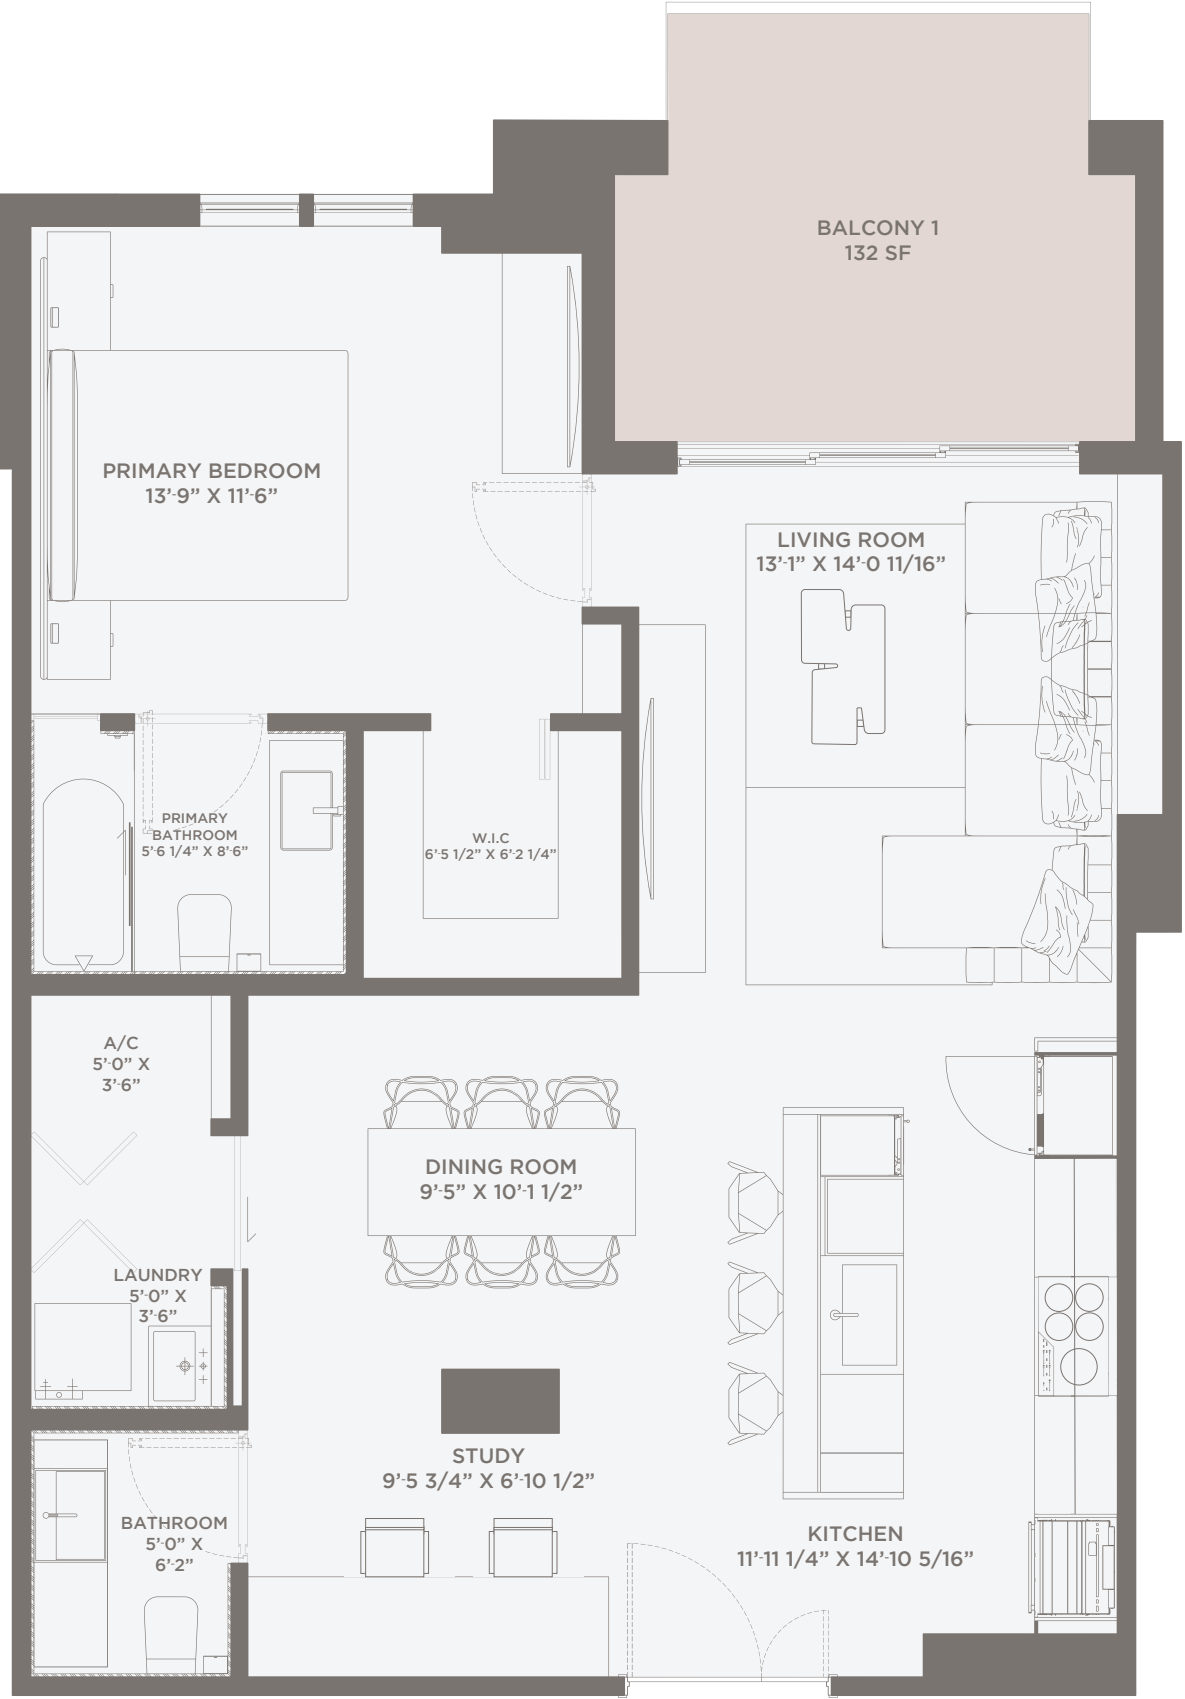 BALCONY 1
132 SF
PRIMARY BEDROOM
13’-9” X 11’-6”
LIVING ROOM
13’-1” X 14’-0 11/16”
PRIMARY
BATHROOM
5’-6 1/4” X 8’-6”
W.I.C
6’-5 1/2” X 6’-2 1/4”
A/C
5’-0” X
3’-6”
DINING ROOM
9’-5” X 10’-1 1/2”
LAUNDRY
5’-0” X
3’-6”
STUDY
9’-5 3/4” X 6’-10 1/2”
BATHROOM
5’-0” X
6’-2”
KITCHEN
11’-11 1/4” X 14’-10 5/16”